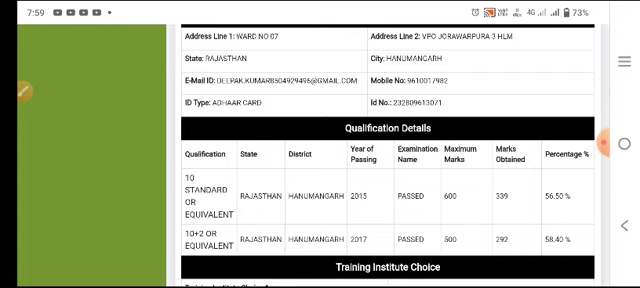 7:59 4G 73%
Address Line 1: WARD NO 07 Address Line 2: VPO JORAWARPURA 3 HLM
State: RAJASTHAN City: HANUMANGARH
E-Mail ID: DEEPAK.KUMAR8504929496@GMAIL.COM Mobile No: 9610017982
ID Type: ADHAAR CARD Id No.: 232809613071
Qualification Details
Qualification State District Year of Passing Examination Name Maximum Marks Marks Obtained Percentage %
10 STANDARD OR EQUIVALENT RAJASTHAN HANUMANGARH 2015 PASSED 600 339 56.50 %
10+2 OR EQUIVALENT RAJASTHAN HANUMANGARH 2017 PASSED 500 292 58.40 %
Training Institute Choice